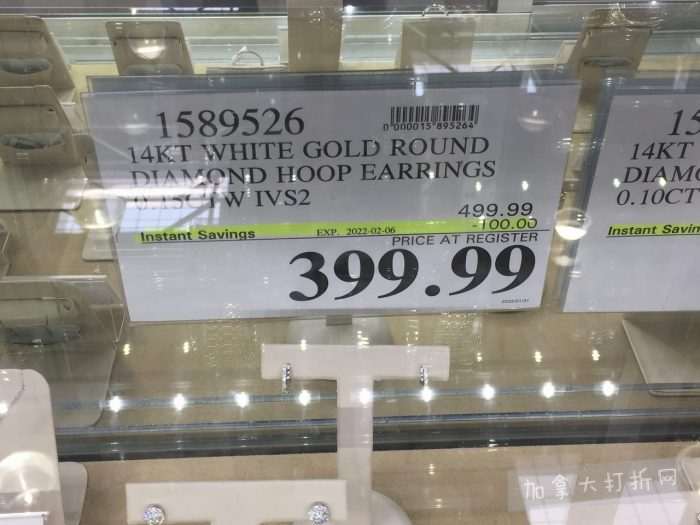 1589526
0"000015"895264"
14KT WHITE GOLD ROUND
DIAMOND HOOP EARRINGS
0.15CTW IVS2
499.99
Instant Savings EXP. 2022-02-06 -100.00
PRICE AT REGISTER
399.99
15
14KT
DIAMO
0.10CT
Instant Savin
加拿大打折网